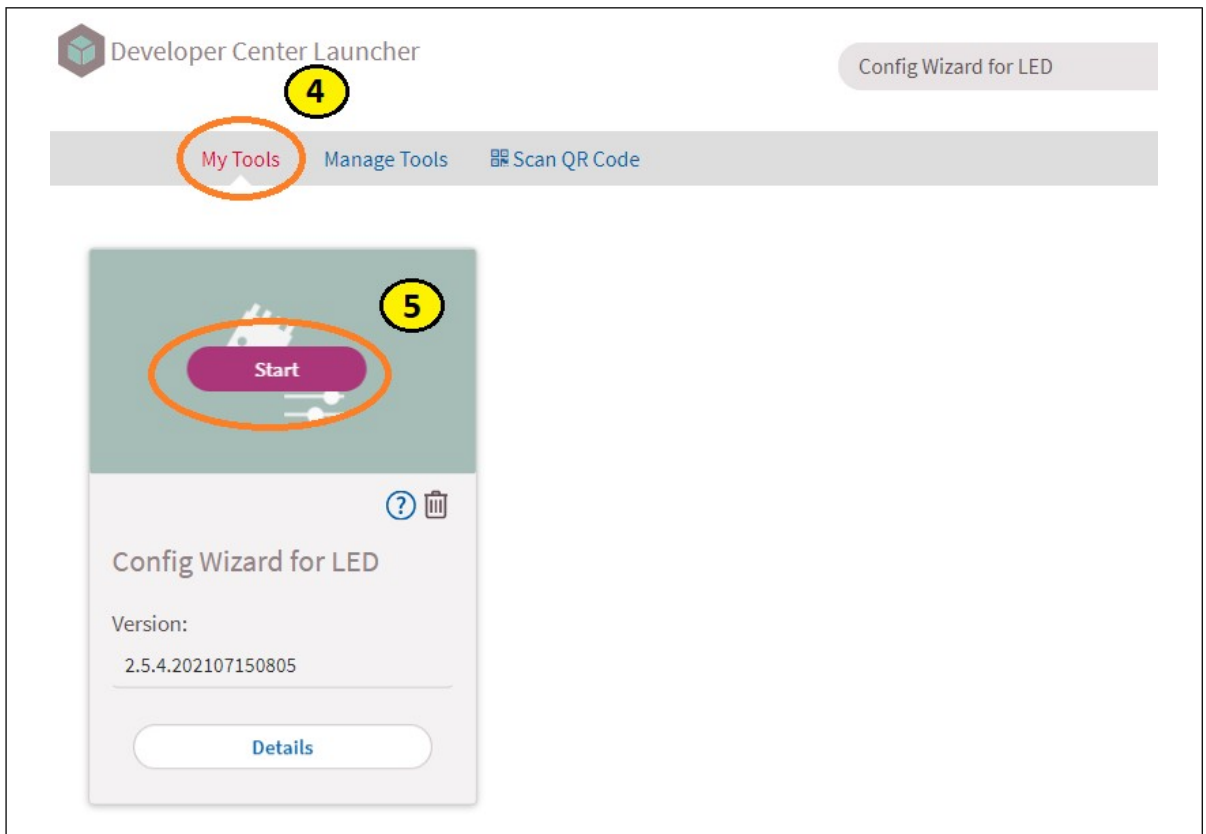 Developer Center Launcher
Config Wizard for LED
4
My Tools
Manage Tools
Scan QR Code
5
Start
?
Config Wizard for LED
Version:
2.5.4.202107150805
Details